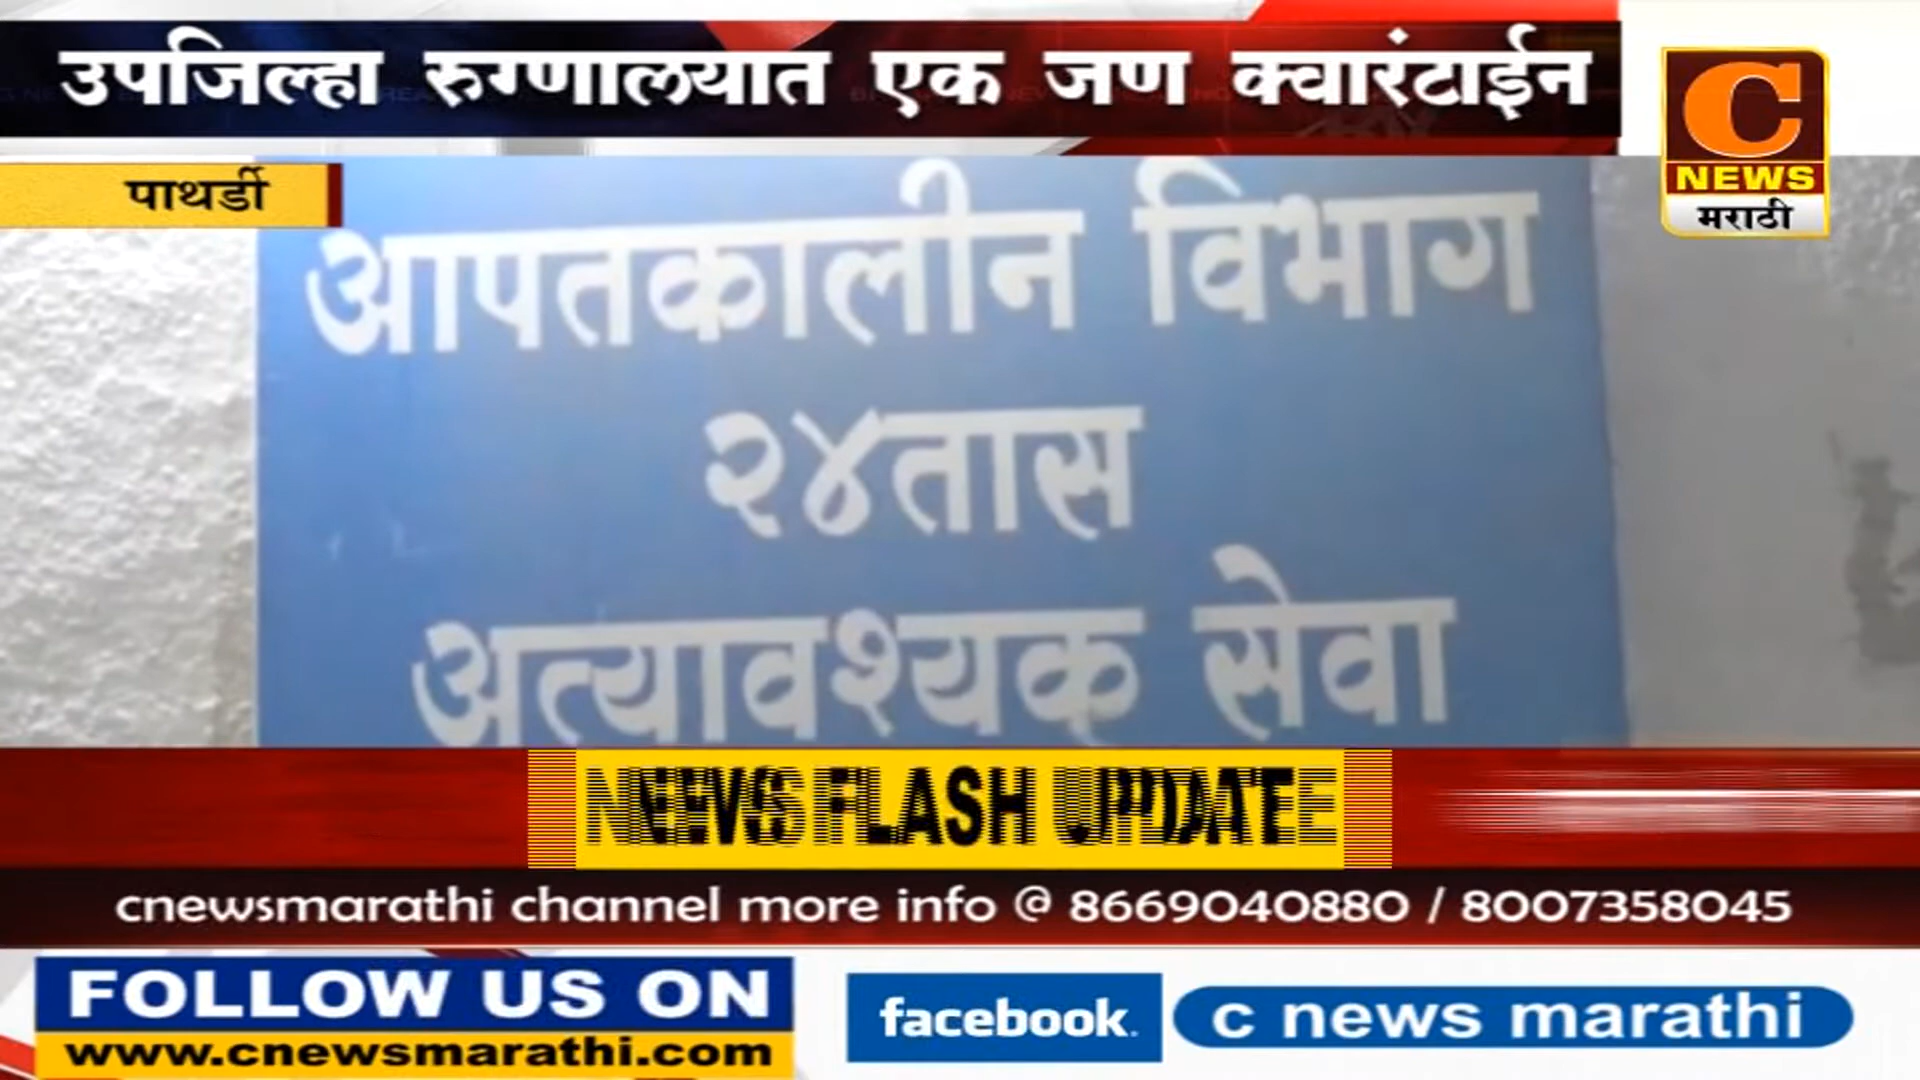 उपजिल्हा रुग्णालयात एक जण क्वारंटाईन
C
NEWS
मराठी
पाथर्डी
आपतकालीन विभाग
२४तास
अत्यावश्यक सेवा
NEWS FLASH UPDATE
cnewsmarathi channel more info @ 8669040880 / 8007358045
FOLLOW US ON
www.cnewsmarathi.com
facebook.
c news marathi